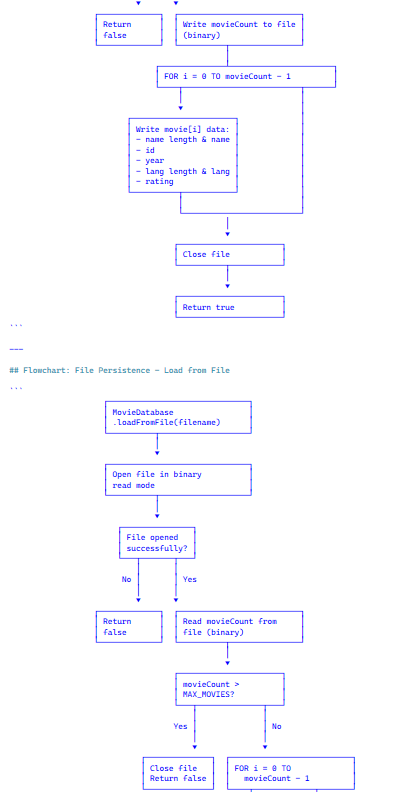 Return
false
Write movieCount to file
(binary)
FOR i = 0 TO movieCount - 1
Write movie[i] data:
- name length & name
- id
- year
- lang length & lang
- rating
Close file
Return true
```
---
## Flowchart: File Persistence - Load from File
```
MovieDatabase
.loadFromFile(filename)
Open file in binary
read mode
File opened
successfully?
No
Yes
Return
false
Read movieCount from
file (binary)
movieCount >
MAX_MOVIES?
Yes
No
Close file
Return false
FOR i = 0 TO
movieCount - 1